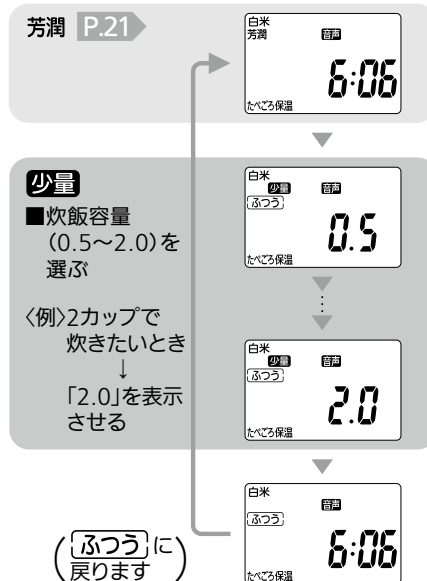 芳潤 P.21
白米
芳潤 音声
6:06
たべごろ保温
少量
■炊飯容量
(0.5〜2.0)を
選ぶ
〈例〉2カップで
炊きたいとき
↓
「2.0」を表示
させる
白米
少量 音声
ふつう
0.5
たべごろ保温
白米
少量 音声
ふつう
2.0
たべごろ保温
(ふつうに
戻ります)
白米
音声
ふつう
6:06
たべごろ保温